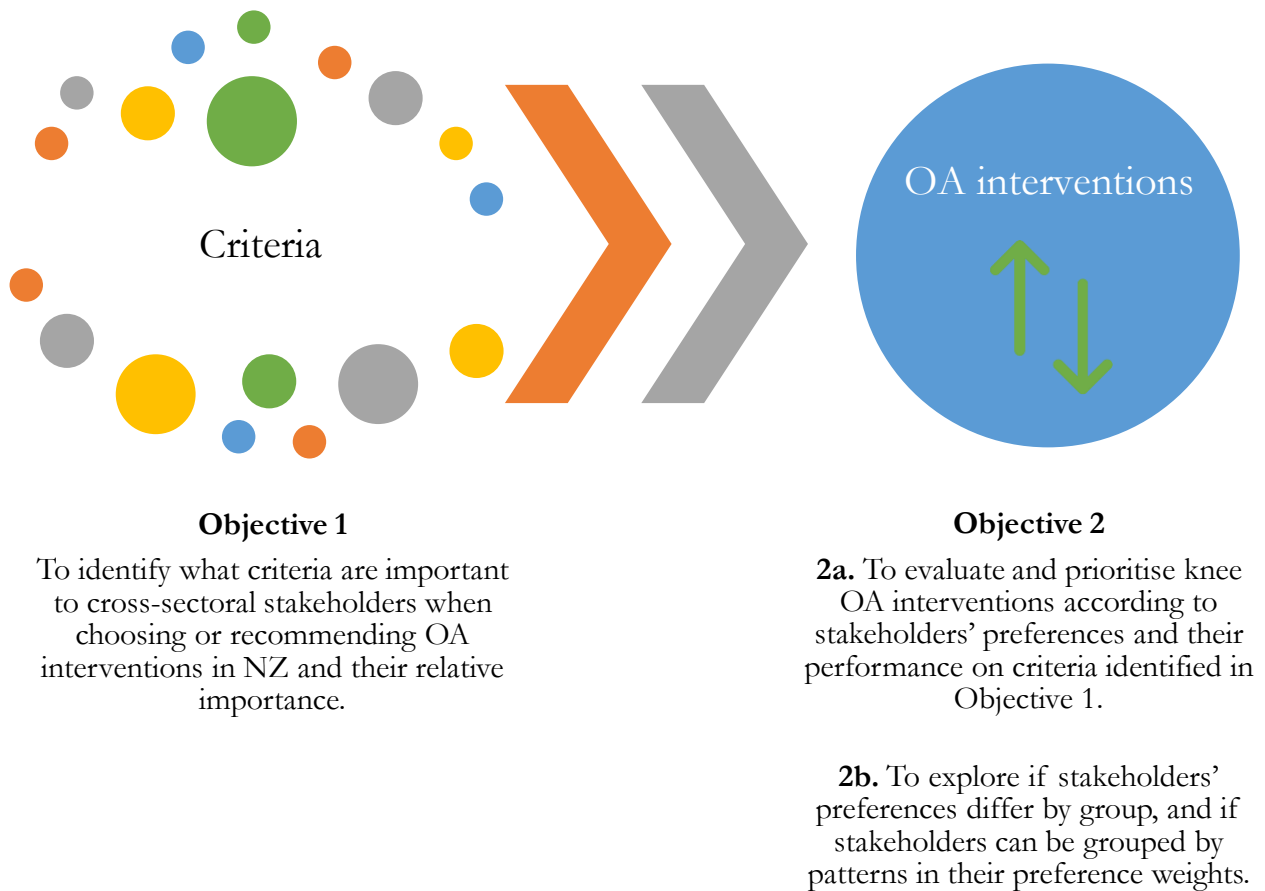 Criteria
OA interventions
Objective 1
To identify what criteria are important
to cross-sectoral stakeholders when
choosing or recommending OA
interventions in NZ and their relative
importance.
Objective 2
2a. To evaluate and prioritise knee
OA interventions according to
stakeholders’ preferences and their
performance on criteria identified in
Objective 1.
2b. To explore if stakeholders’
preferences differ by group, and if
stakeholders can be grouped by
patterns in their preference weights.